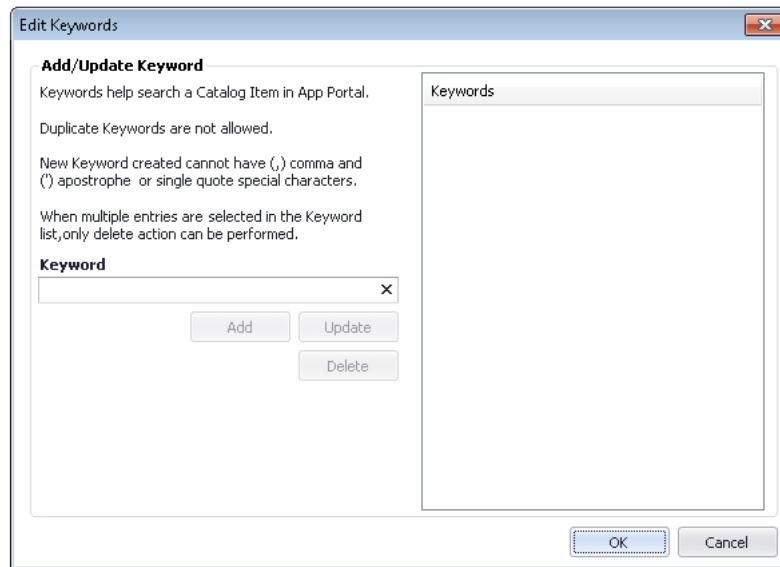 Edit Keywords
Add/Update Keyword
Keywords help search a Catalog Item in App Portal.
Duplicate Keywords are not allowed.
New Keyword created cannot have (,) comma and
(') apostrophe or single quote special characters.
When multiple entries are selected in the Keyword
list,only delete action can be performed.
Keyword
Add
Update
Delete
Keywords
OK
Cancel